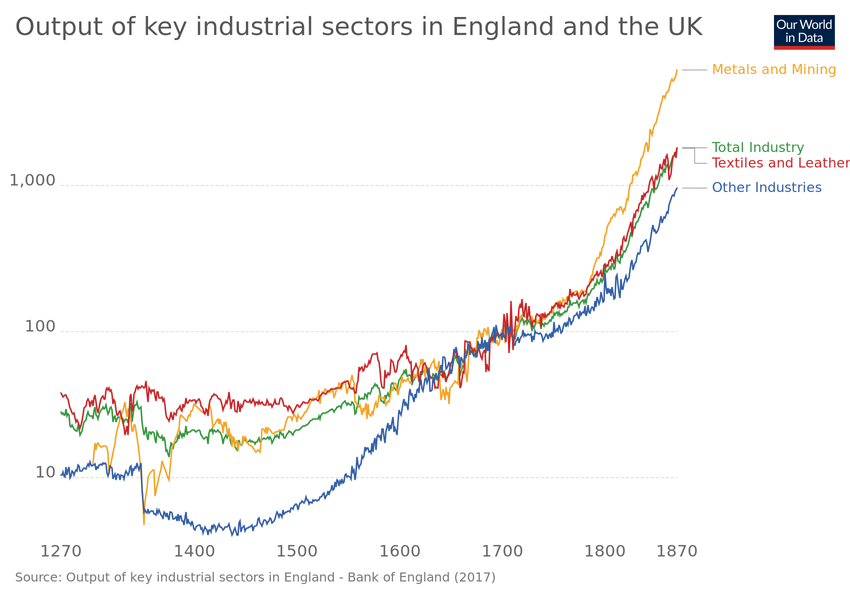 Output of key industrial sectors in England and the UK
Our World
in Data
Metals and Mining
Total Industry
Textiles and Leather
1,000
Other Industries
100
10
1270 1400 1500 1600 1700 1800 1870
Source: Output of key industrial sectors in England - Bank of England (2017)